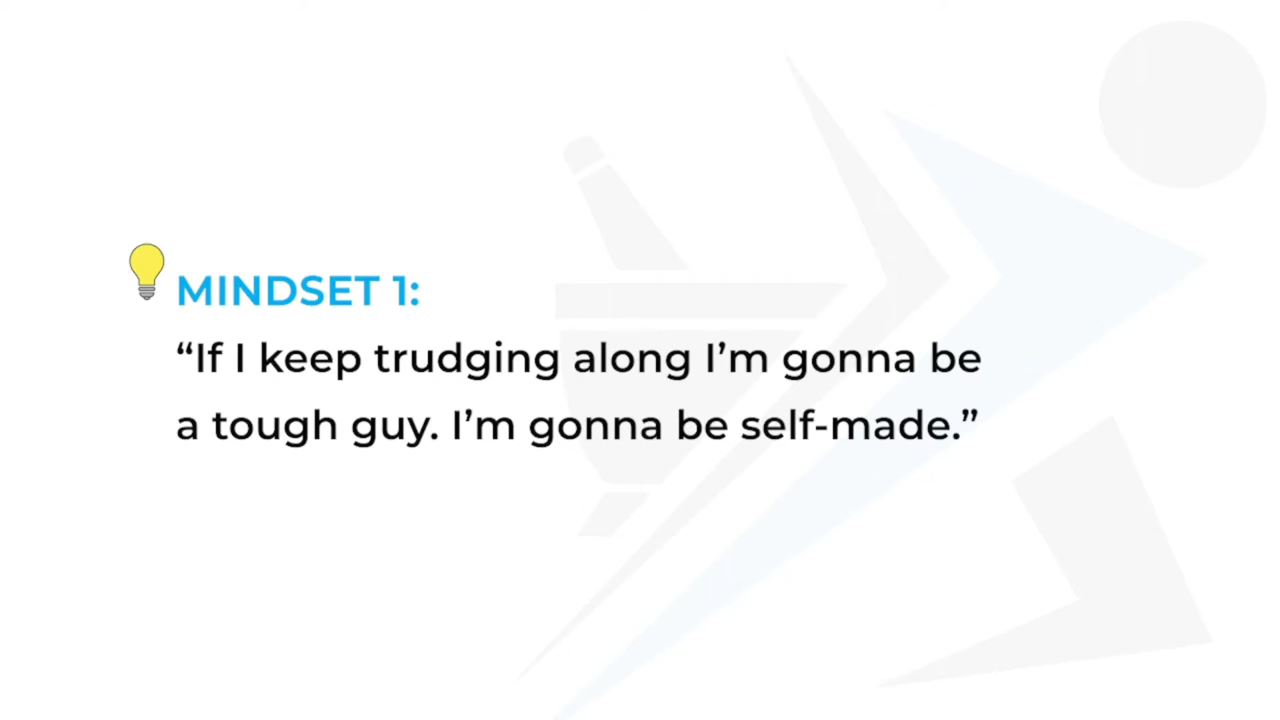 MINDSET 1:
“If I keep trudging along I’m gonna be
a tough guy. I’m gonna be self-made.”